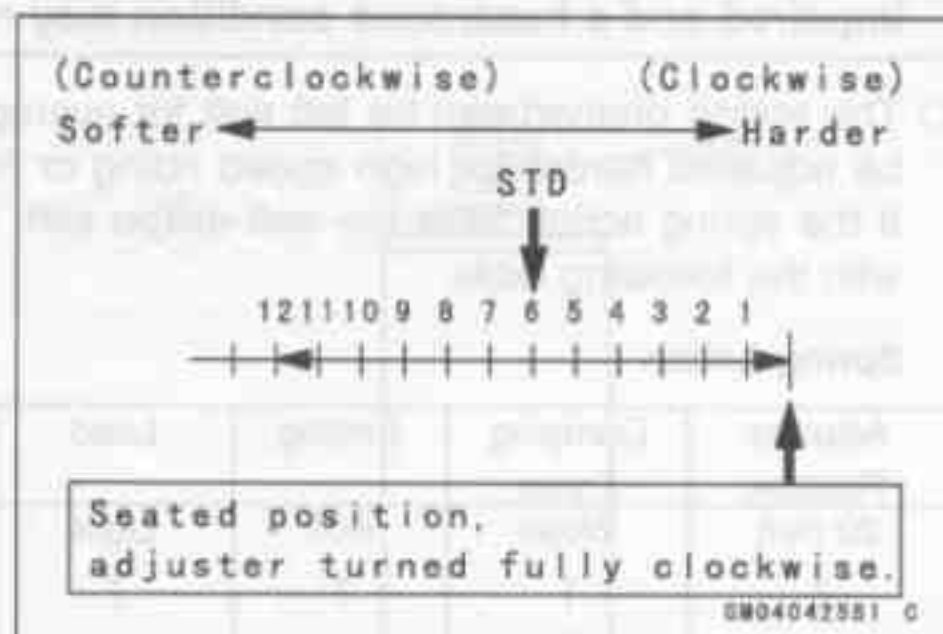 (Counterclockwise) (Clockwise)
Softer Harder
STD
12 11 10 9 8 7 6 5 4 3 2 1
Seated position,
adjuster turned fully clockwise.